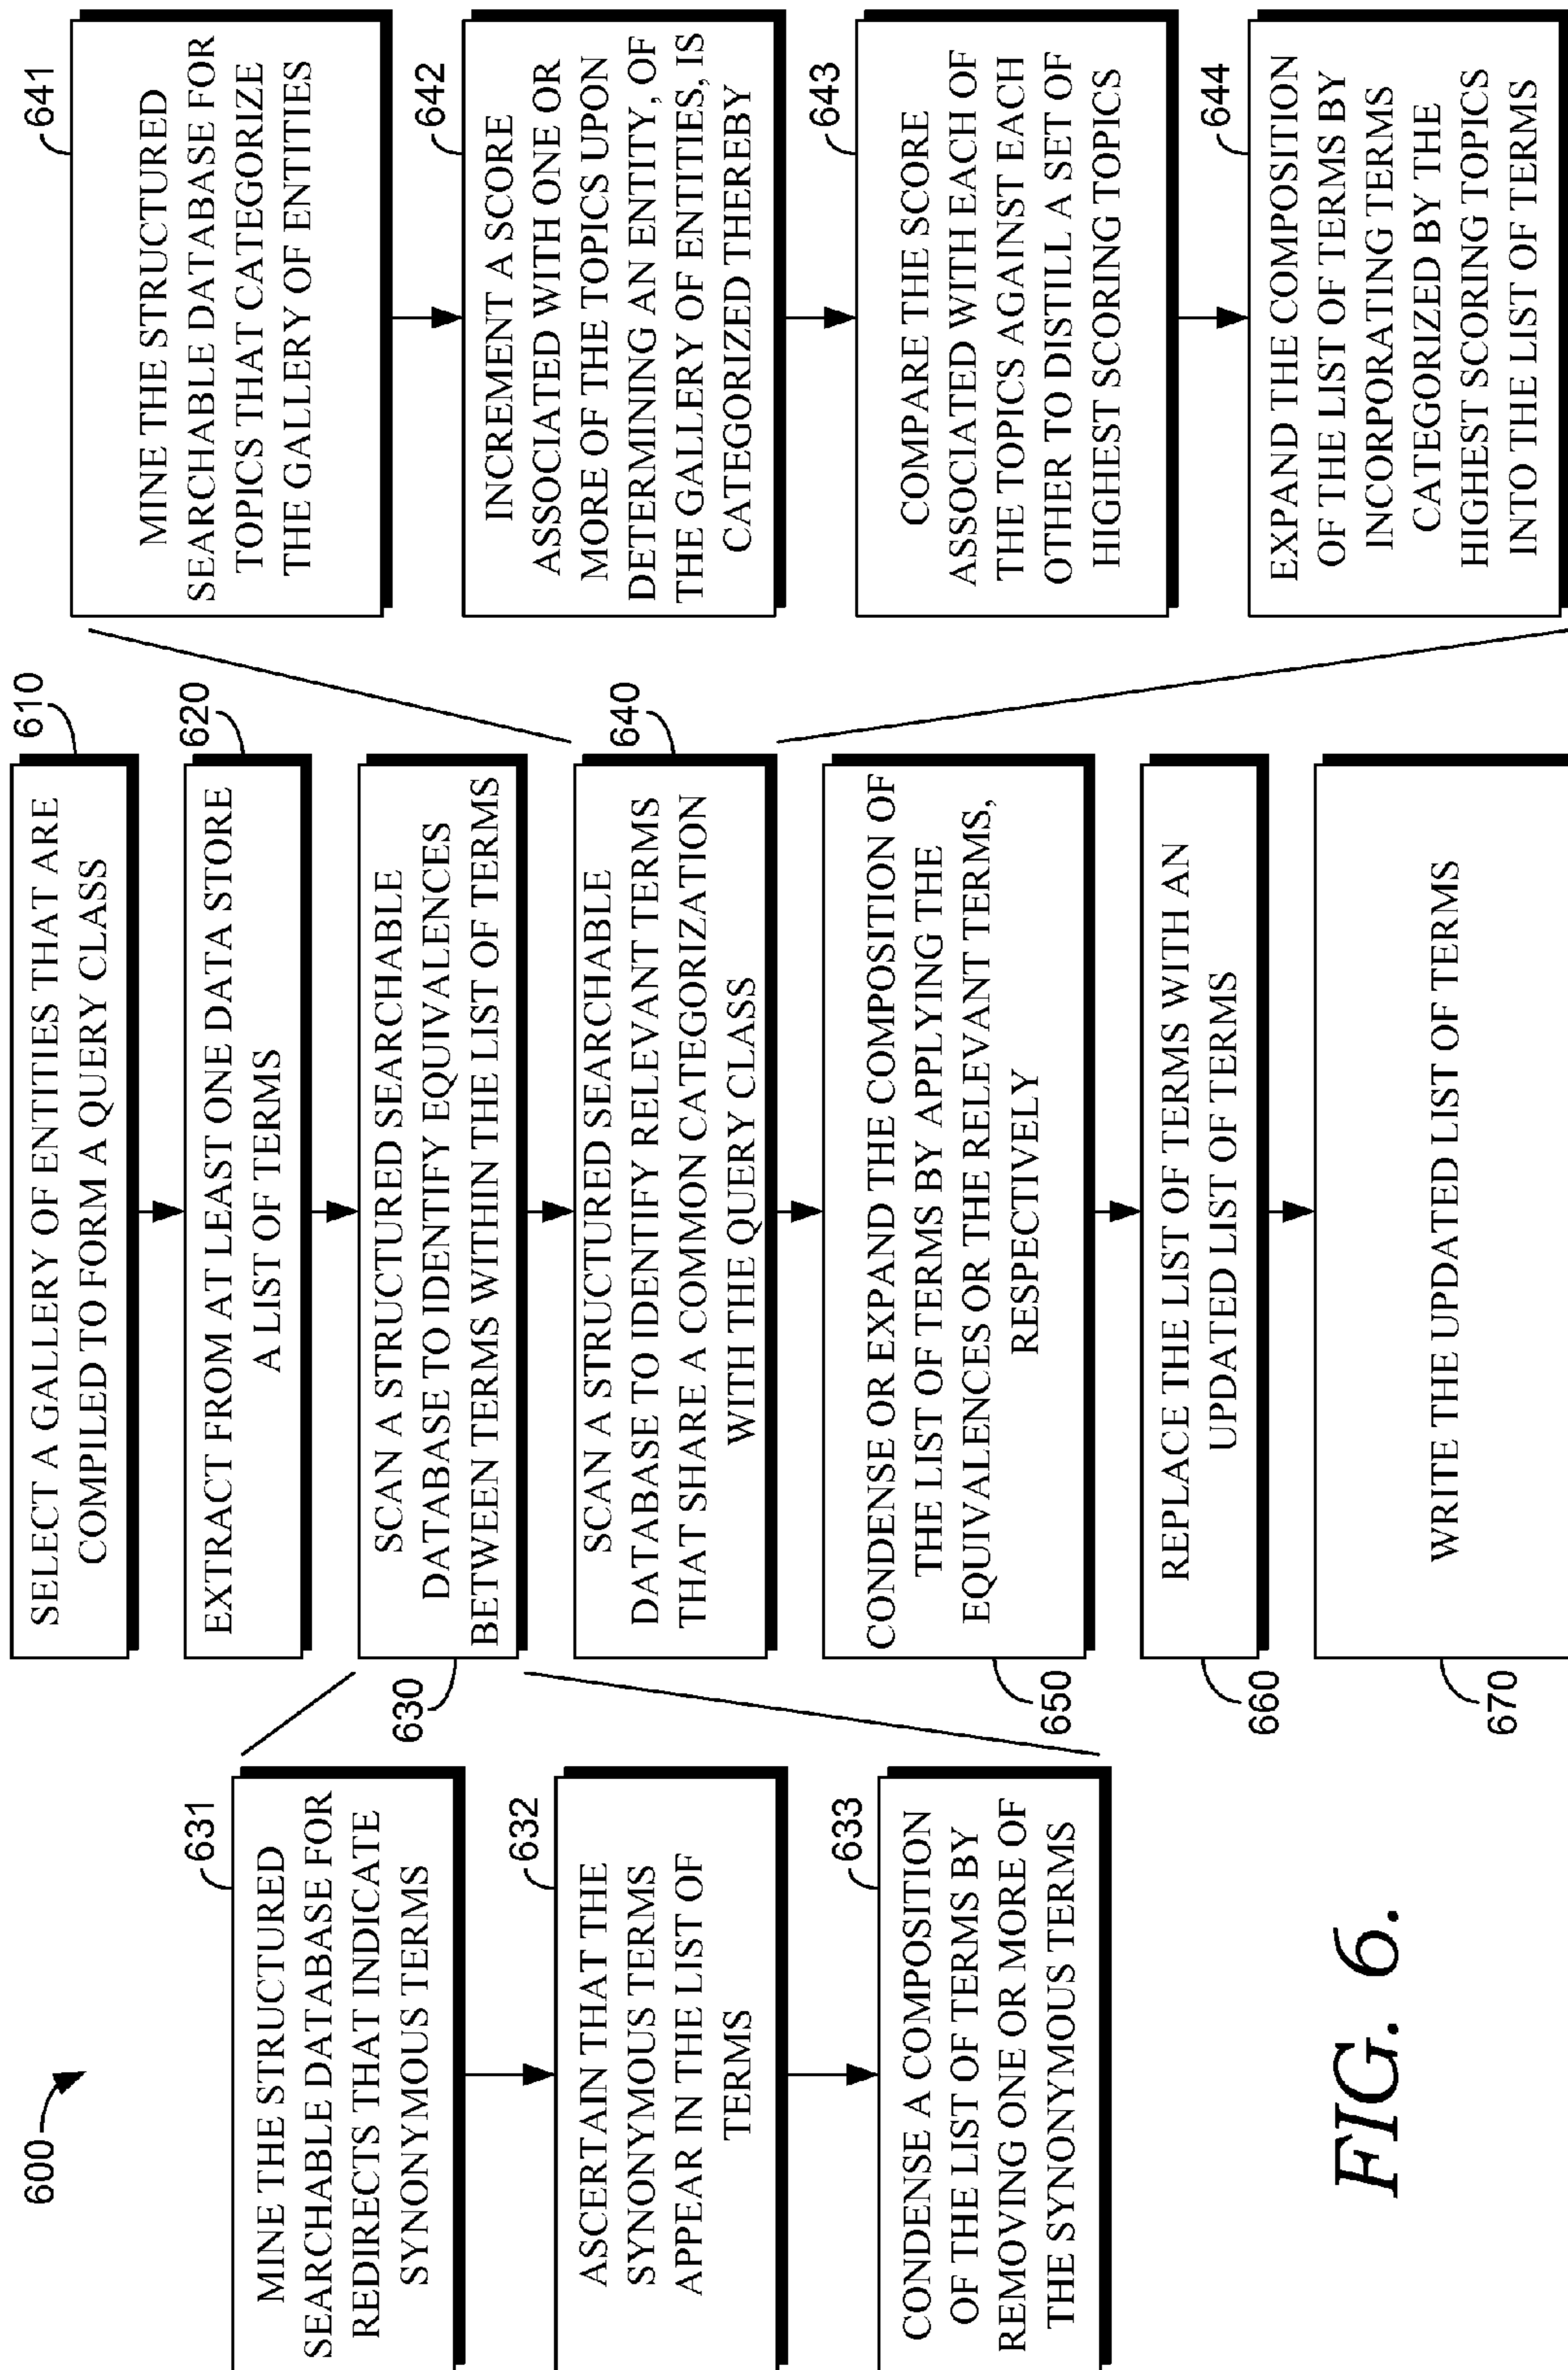 600
610
SELECT A GALLERY OF ENTITIES THAT ARE
COMPILED TO FORM A QUERY CLASS
620
EXTRACT FROM AT LEAST ONE DATA STORE
A LIST OF TERMS
630
SCAN A STRUCTURED SEARCHABLE
DATABASE TO IDENTIFY EQUIVALENCES
BETWEEN TERMS WITHIN THE LIST OF TERMS
640
SCAN A STRUCTURED SEARCHABLE
DATABASE TO IDENTIFY RELEVANT TERMS
THAT SHARE A COMMON CATEGORIZATION
WITH THE QUERY CLASS
650
CONDENSE OR EXPAND THE COMPOSITION OF
THE LIST OF TERMS BY APPLYING THE
EQUIVALENCES OR THE RELEVANT TERMS,
RESPECTIVELY
660
REPLACE THE LIST OF TERMS WITH AN
UPDATED LIST OF TERMS
670
WRITE THE UPDATED LIST OF TERMS
631
MINE THE STRUCTURED
SEARCHABLE DATABASE FOR
REDIRECTS THAT INDICATE
SYNONYMOUS TERMS
632
ASCERTAIN THAT THE
SYNONYMOUS TERMS
APPEAR IN THE LIST OF
TERMS
633
CONDENSE A COMPOSITION
OF THE LIST OF TERMS BY
REMOVING ONE OR MORE OF
THE SYNONYMOUS TERMS
641
MINE THE STRUCTURED
SEARCHABLE DATABASE FOR
TOPICS THAT CATEGORIZE
THE GALLERY OF ENTITIES
642
INCREMENT A SCORE
ASSOCIATED WITH ONE OR
MORE OF THE TOPICS UPON
DETERMINING AN ENTITY, OF
THE GALLERY OF ENTITIES, IS
CATEGORIZED THEREBY
643
COMPARE THE SCORE
ASSOCIATED WITH EACH OF
THE TOPICS AGAINST EACH
OTHER TO DISTILL A SET OF
HIGHEST SCORING TOPICS
644
EXPAND THE COMPOSITION
OF THE LIST OF TERMS BY
INCORPORATING TERMS
CATEGORIZED BY THE
HIGHEST SCORING TOPICS
INTO THE LIST OF TERMS
FIG. 6.